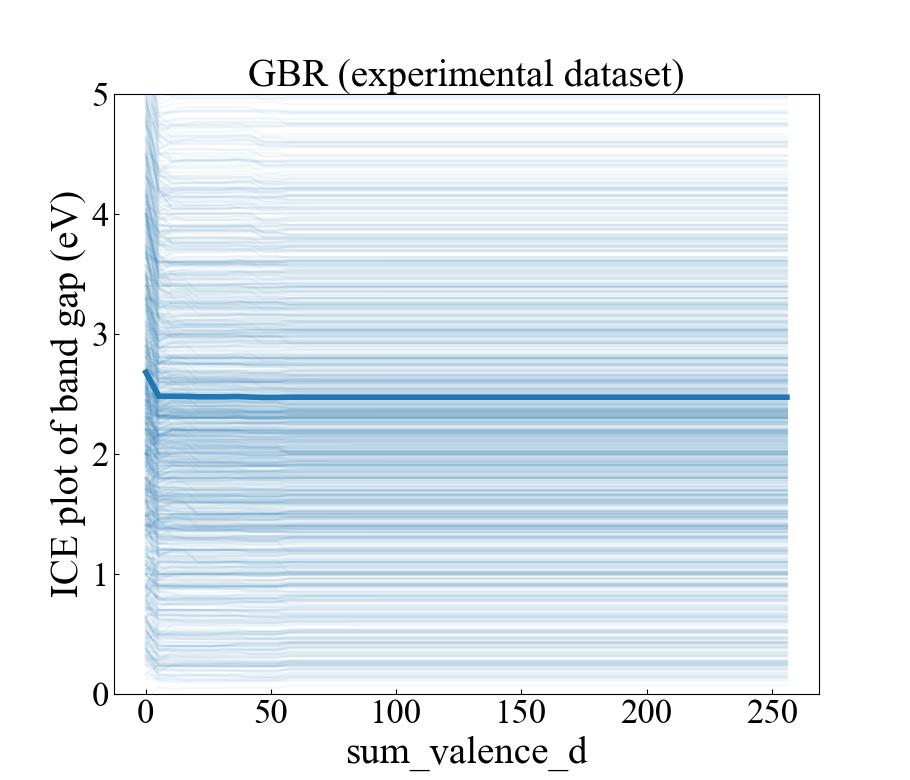 GBR (experimental dataset)
ICE plot of band gap (eV)
5
4
3
2
1
0
0 50 100 150 200 250
sum_valence_d